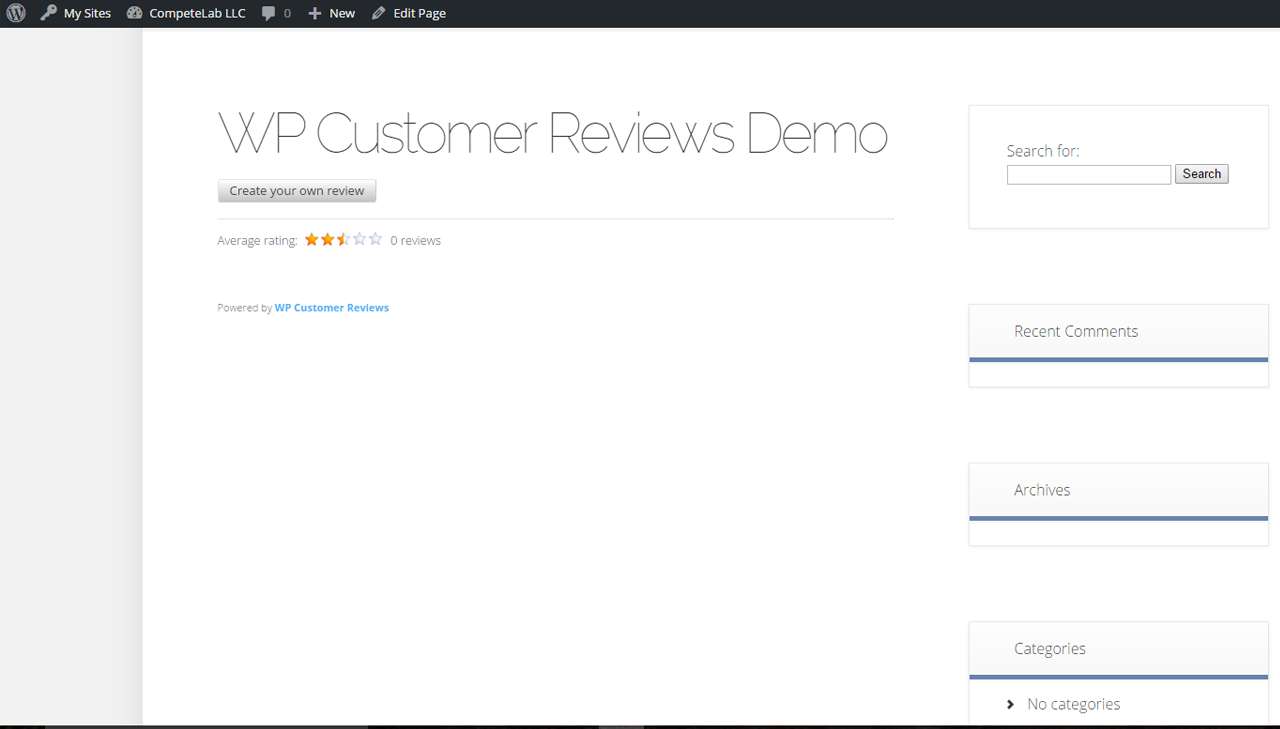 My Sites CompeteLab LLC 0 New Edit Page
WP Customer Reviews Demo
Create your own review
Average rating: 0 reviews
Powered by WP Customer Reviews
Search for:
Search
Recent Comments
Archives
Categories
No categories